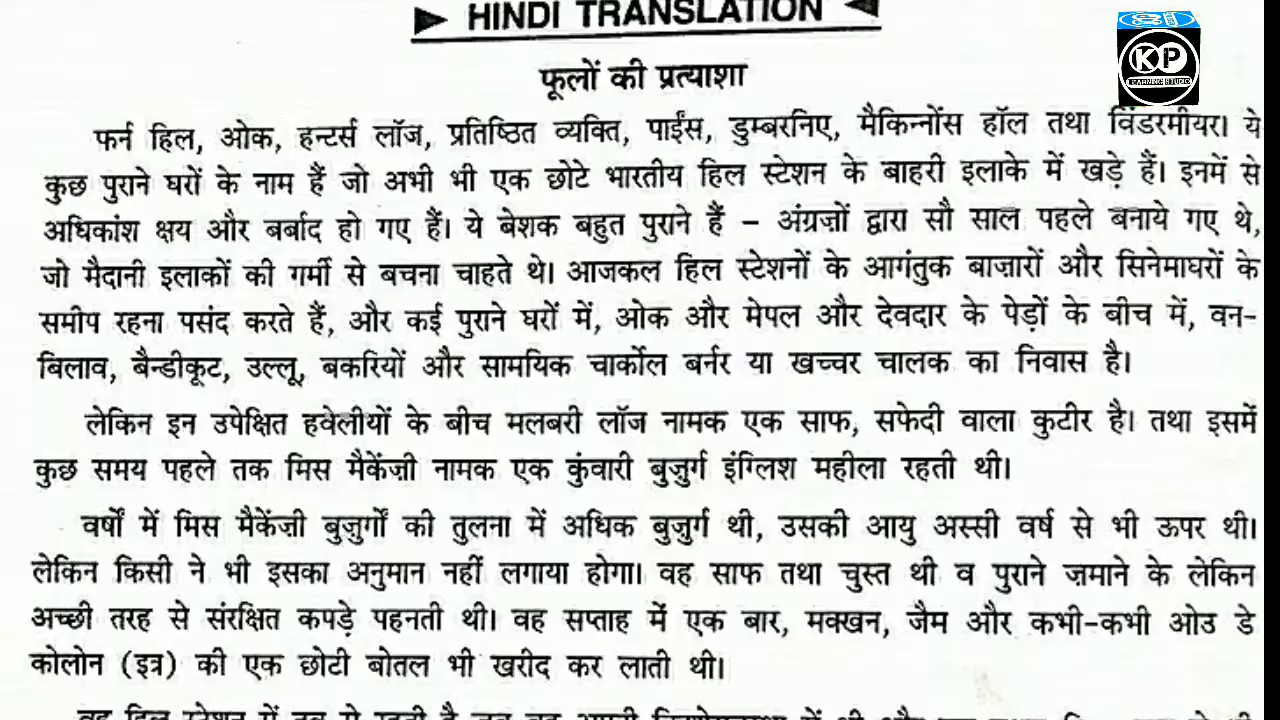 HINDI TRANSLATION
KP
LEARNING STUDIO
फूलों की प्रत्याशा
फर्न हिल, ओक, हन्टर्स लॉज, प्रतिष्ठित व्यक्ति, पाईंस, डुम्बरनिए, मैकिन्नोंस हॉल तथा विंडरमीयर। ये
कुछ पुराने घरों के नाम हैं जो अभी भी एक छोटे भारतीय हिल स्टेशन के बाहरी इलाके में खड़े हैं। इनमें से
अधिकांश क्षय और बर्बाद हो गए हैं। ये बेशक बहुत पुराने हैं – अंग्रज़ों द्वारा सौ साल पहले बनाये गए थे,
जो मैदानी इलाकों की गर्मी से बचना चाहते थे। आजकल हिल स्टेशनों के आगंतुक बाज़ारों और सिनेमाघरों के
समीप रहना पसंद करते हैं, और कई पुराने घरों में, ओक और मेपल और देवदार के पेड़ों के बीच में, वन-
बिलाव, बैन्डीकूट, उल्लू, बकरियों और सामयिक चार्कोल बर्नर या खच्चर चालक का निवास है।
लेकिन इन उपेक्षित हवेलीयों के बीच मलबरी लॉज नामक एक साफ, सफेदी वाला कुटीर है। तथा इसमें
कुछ समय पहले तक मिस मैकेंज़ी नामक एक कुंवारी बुज़ुर्ग इंग्लिश महीला रहती थी।
वर्षों में मिस मैकेंज़ी बुज़ुर्गों की तुलना में अधिक बुज़ुर्ग थी, उसकी आयु अस्सी वर्ष से भी ऊपर थी।
लेकिन किसी ने भी इसका अनुमान नहीं लगाया होगा। वह साफ तथा चुस्त थी व पुराने ज़माने के लेकिन
अच्छी तरह से संरक्षित कपड़े पहनती थी। वह सप्ताह में एक बार, मक्खन, जैम और कभी-कभी ओउ डे
कोलोन (इत्र) की एक छोटी बोतल भी खरीद कर लाती थी।